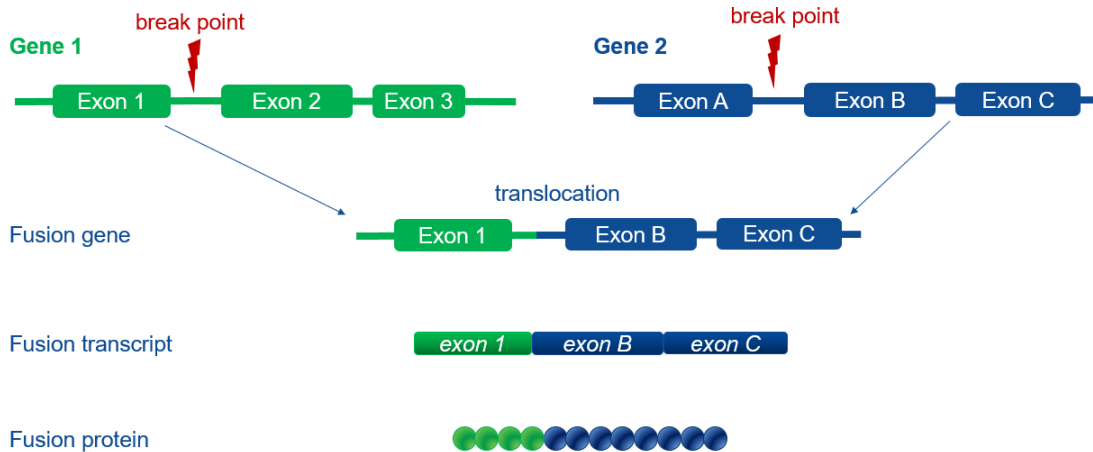 break point
Gene 1
Exon 1
Exon 2
Exon 3
break point
Gene 2
Exon A
Exon B
Exon C
translocation
Fusion gene
Exon 1
Exon B
Exon C
Fusion transcript
exon 1
exon B
exon C
Fusion protein